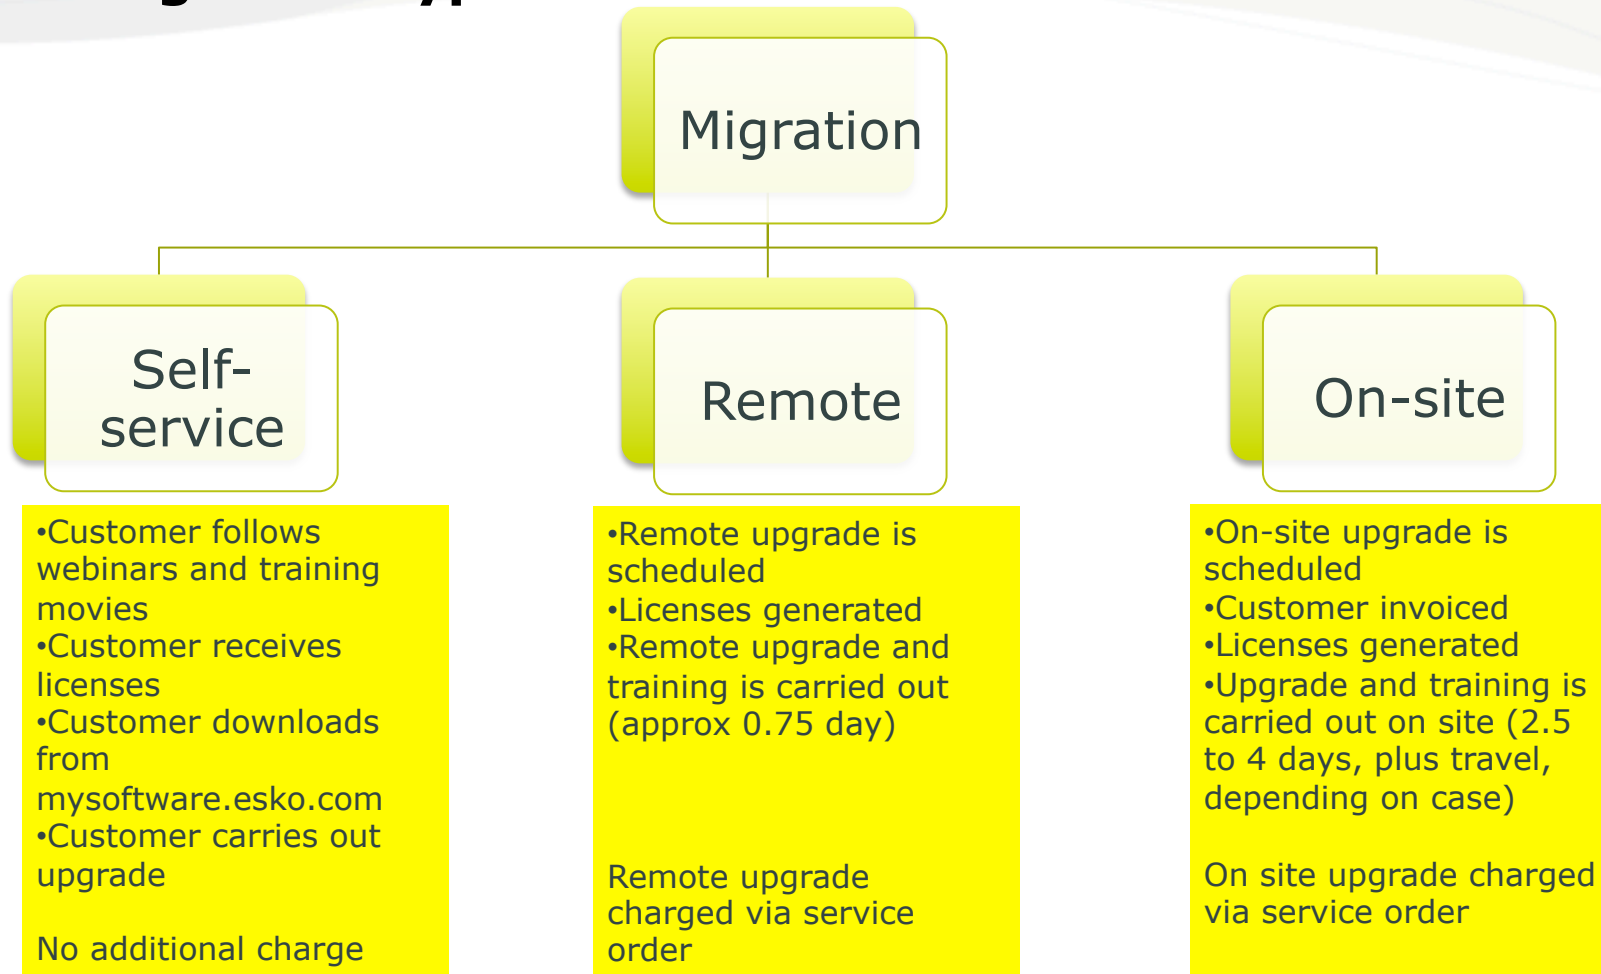 Migration
Self-
service
Remote
On-site
•Customer follows
webinars and training
movies
•Customer receives
licenses
•Customer downloads
from
mysoftware.esko.com
•Customer carries out
upgrade
No additional charge
•Remote upgrade is
scheduled
•Licenses generated
•Remote upgrade and
training is carried out
(approx 0.75 day)
Remote upgrade
charged via service
order
•On-site upgrade is
scheduled
•Customer invoiced
•Licenses generated
•Upgrade and training is
carried out on site (2.5
to 4 days, plus travel,
depending on case)
On site upgrade charged
via service order